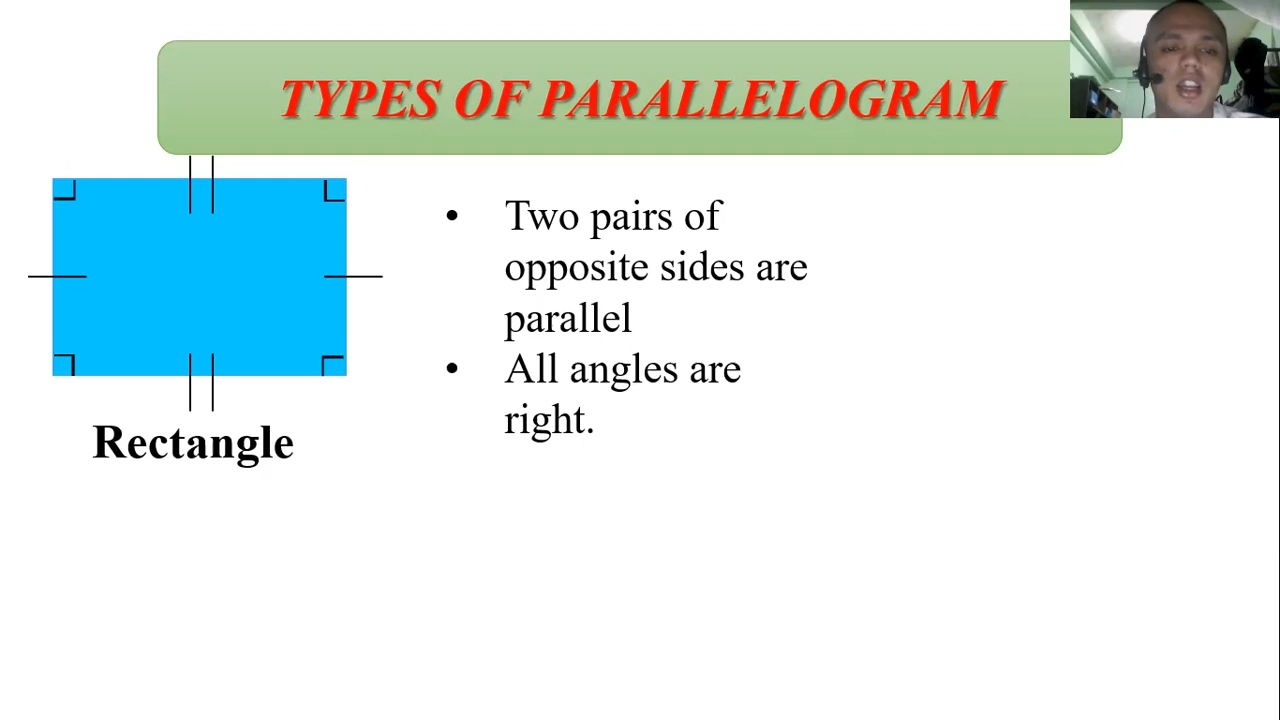 TYPES OF PARALLELOGRAM
• Two pairs of
opposite sides are
parallel
• All angles are
right.
Rectangle